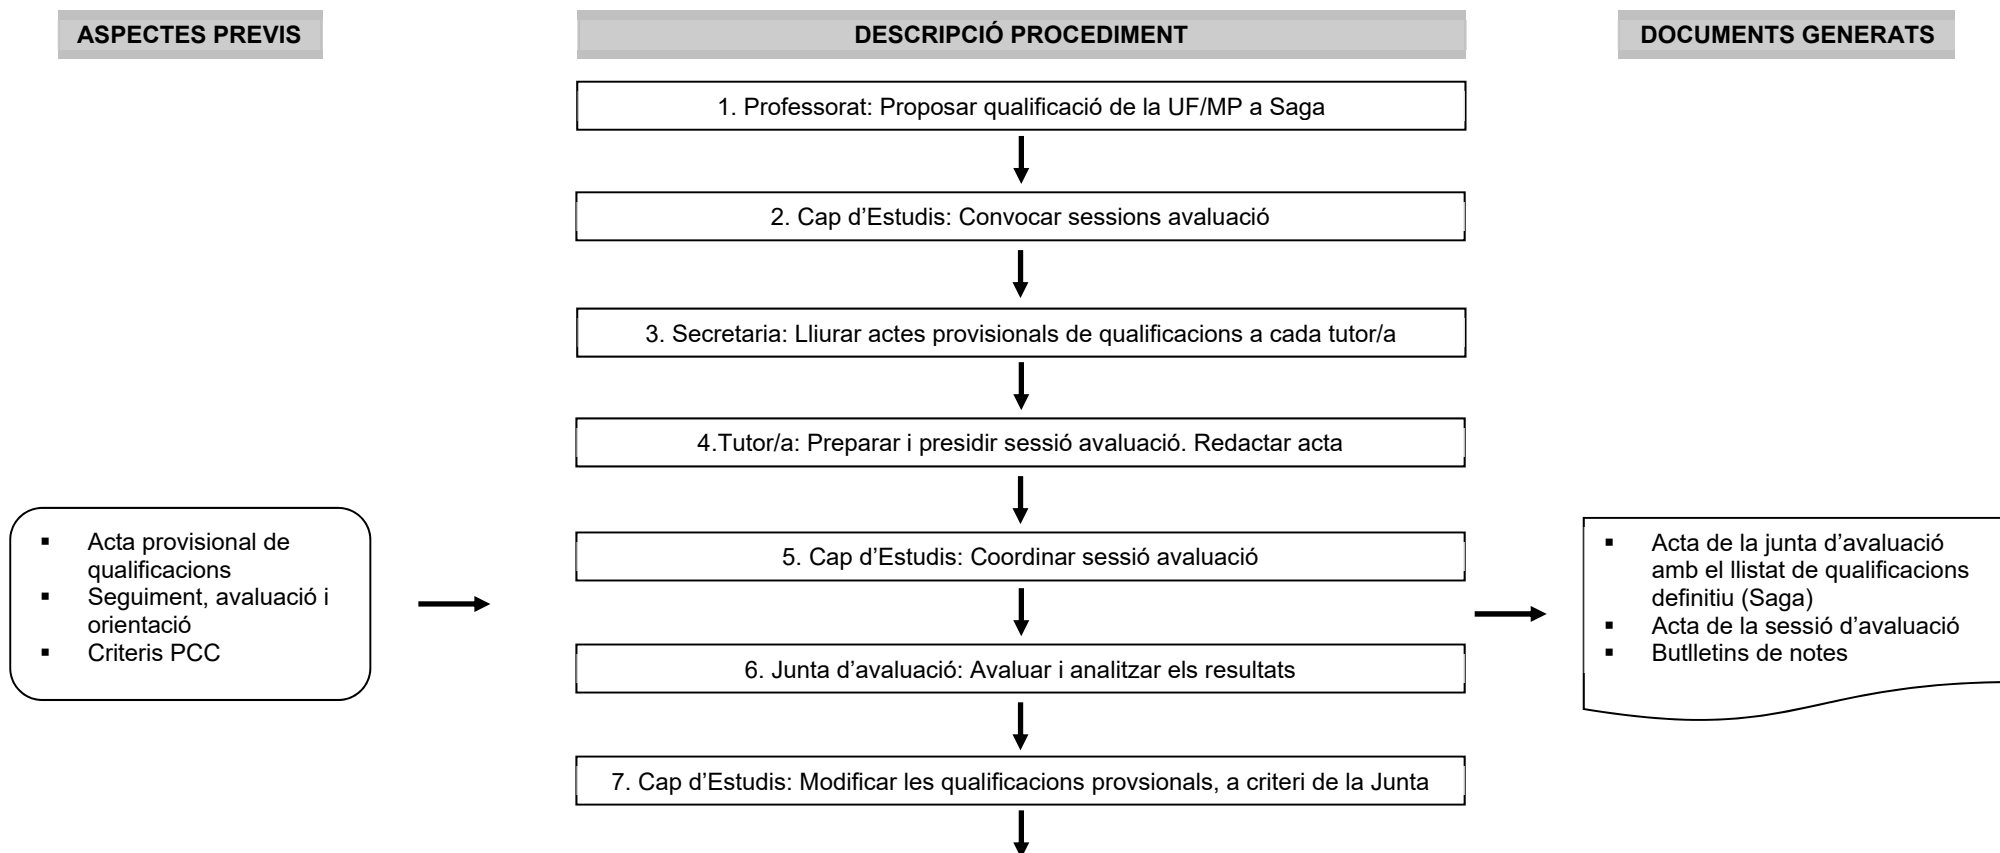 ASPECTES PREVIS
DESCRIPCIÓ PROCEDIMENT
DOCUMENTS GENERATS
1. Professorat: Proposar qualificació de la UF/MP a Saga
2. Cap d’Estudis: Convocar sessions avaluació
3. Secretaria: Lliurar actes provisionals de qualificacions a cada tutor/a
4.Tutor/a: Preparar i presidir sessió avaluació. Redactar acta
▪ Acta provisional de
qualificacions
▪ Seguiment, avaluació i
orientació
▪ Criteris PCC
5. Cap d’Estudis: Coordinar sessió avaluació
6. Junta d’avaluació: Avaluar i analitzar els resultats
7. Cap d’Estudis: Modificar les qualificacions provsionals, a criteri de la Junta
▪ Acta de la junta d’avaluació
amb el llistat de qualificacions
definitiu (Saga)
▪ Acta de la sessió d’avaluació
▪ Butlletins de notes